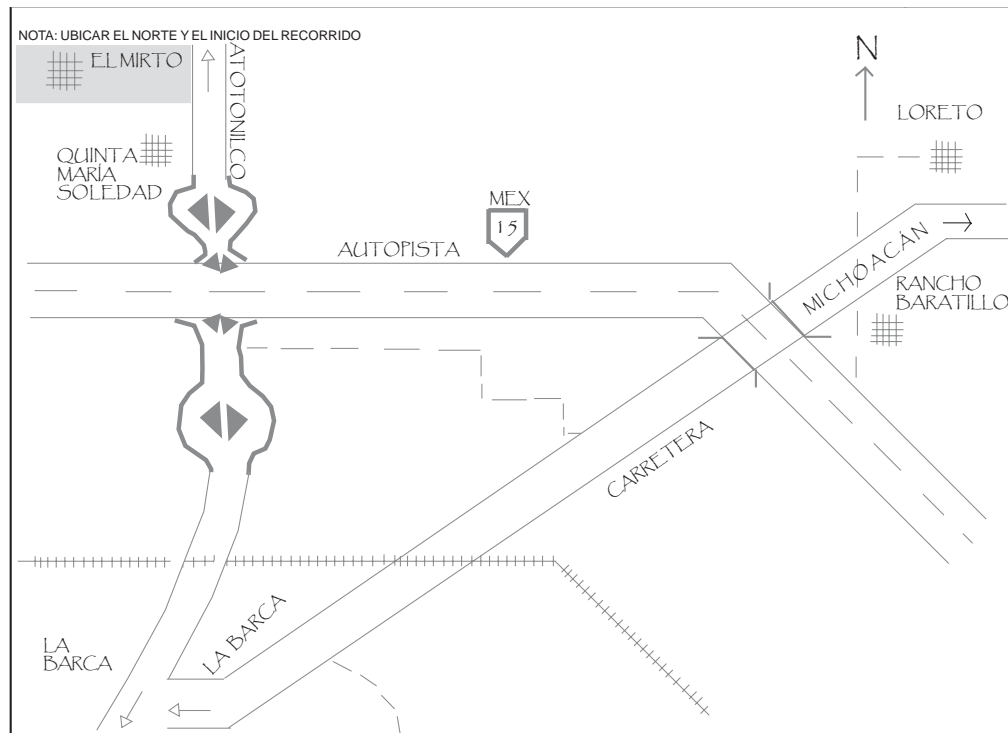 NOTA: UBICAR EL NORTE Y EL INICIO DEL RECORRIDO
EL MIRTO
ATOTONILCO
N
LORETO
QUINTA
MARÍA
SOLEDAD
MEX
15
AUTOPISTA
MICHOACÁN
RANCHO
BARATILLO
CARRETERA
LA BARCA
LA
BARCA